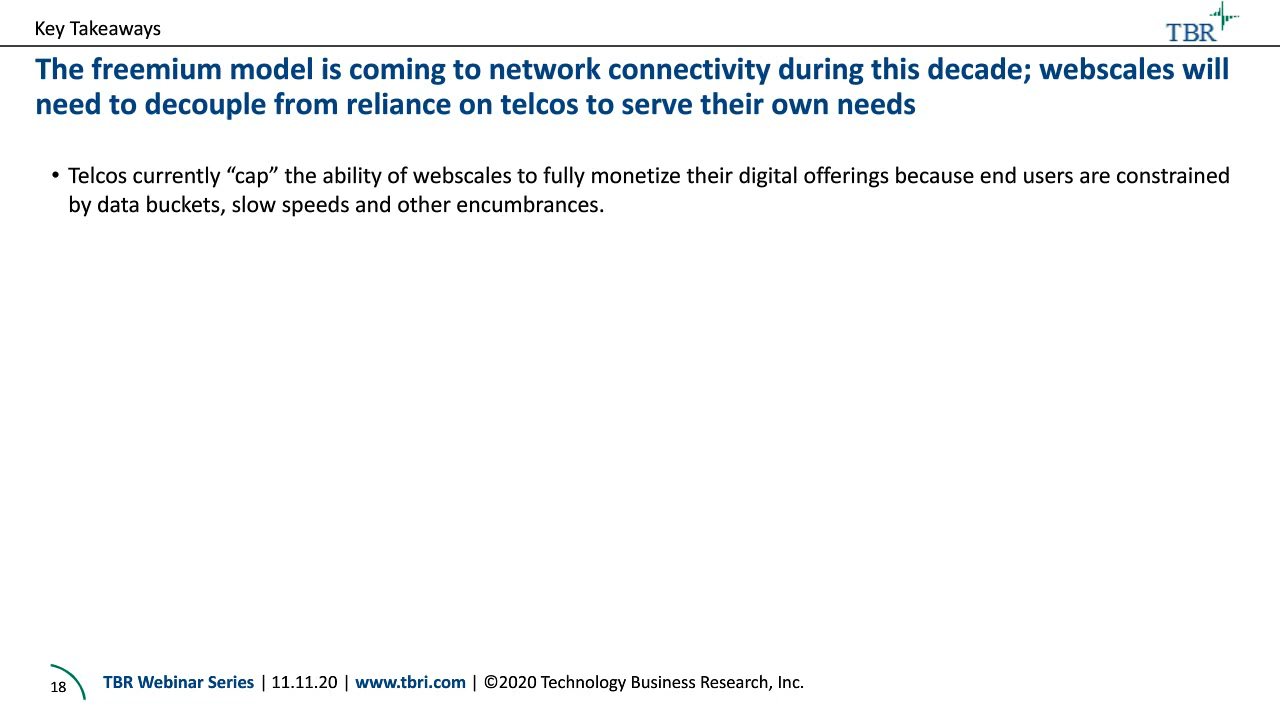 Key Takeaways
TBR
The freemium model is coming to network connectivity during this decade; webscales will
need to decouple from reliance on telcos to serve their own needs
• Telcos currently “cap” the ability of webscales to fully monetize their digital offerings because end users are constrained
by data buckets, slow speeds and other encumbrances.
18
TBR Webinar Series | 11.11.20 | www.tbri.com | ©2020 Technology Business Research, Inc.